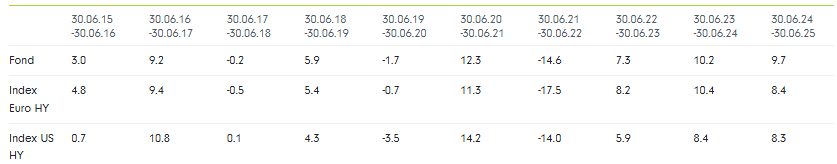 30.06.15 30.06.16 30.06.17 30.06.18 30.06.19 30.06.20 30.06.21 30.06.22 30.06.23 30.06.24
-30.06.16 -30.06.17 -30.06.18 -30.06.19 -30.06.20 -30.06.21 -30.06.22 -30.06.23 -30.06.24 -30.06.25
Fond 3.0 9.2 -0.2 5.9 -1.7 12.3 -14.6 7.3 10.2 9.7
Index 4.8 9.4 -0.5 5.4 -0.7 11.3 -17.5 8.2 10.4 8.4
Euro HY
Index US 0.7 10.8 0.1 4.3 -3.5 14.2 -14.0 5.9 8.4 8.3
HY